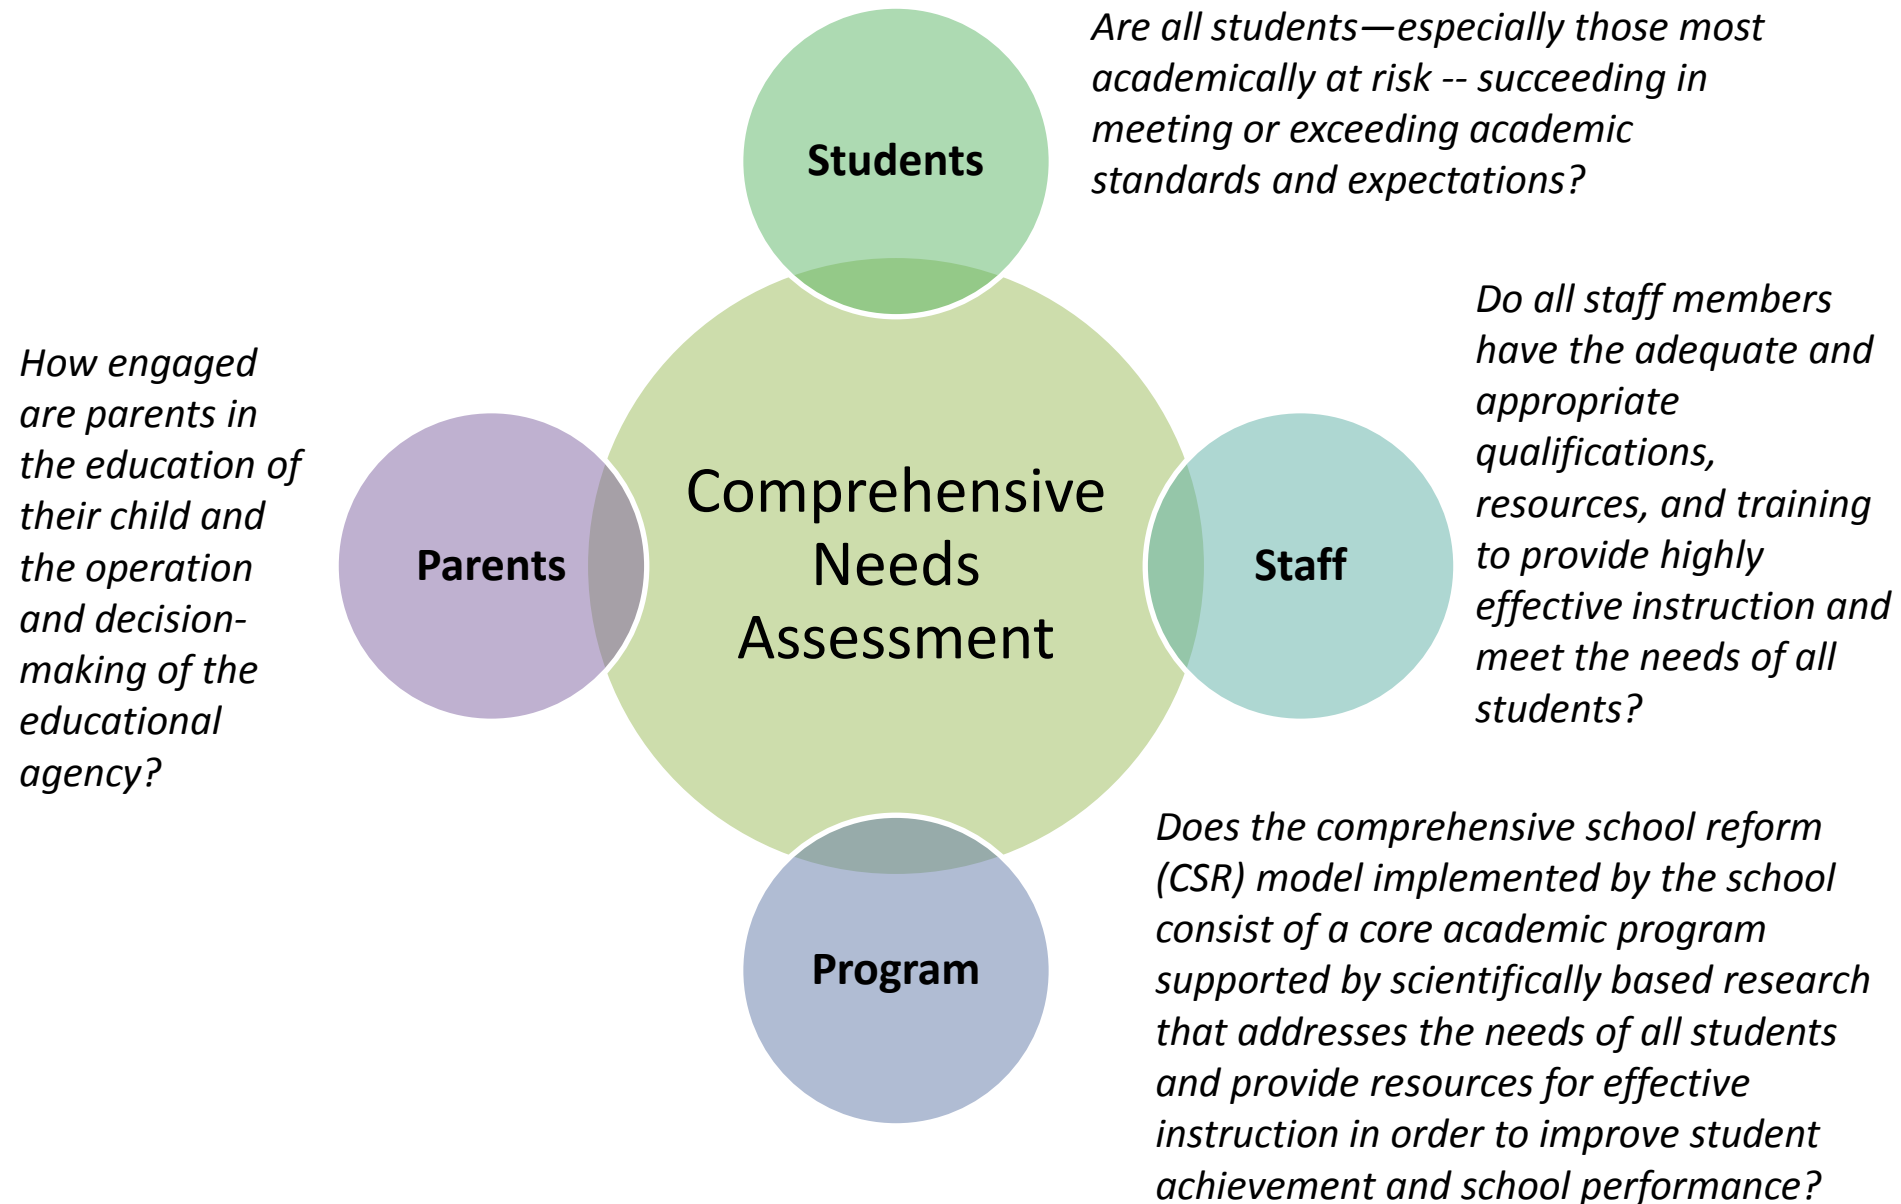 Students
Are all students—especially those most
academically at risk -- succeeding in
meeting or exceeding academic
standards and expectations?
How engaged
are parents in
the education of
their child and
the operation
and decision-
making of the
educational
agency?
Parents
Comprehensive
Needs
Assessment
Staff
Do all staff members
have the adequate and
appropriate
qualifications,
resources, and training
to provide highly
effective instruction and
meet the needs of all
students?
Program
Does the comprehensive school reform
(CSR) model implemented by the school
consist of a core academic program
supported by scientifically based research
that addresses the needs of all students
and provide resources for effective
instruction in order to improve student
achievement and school performance?